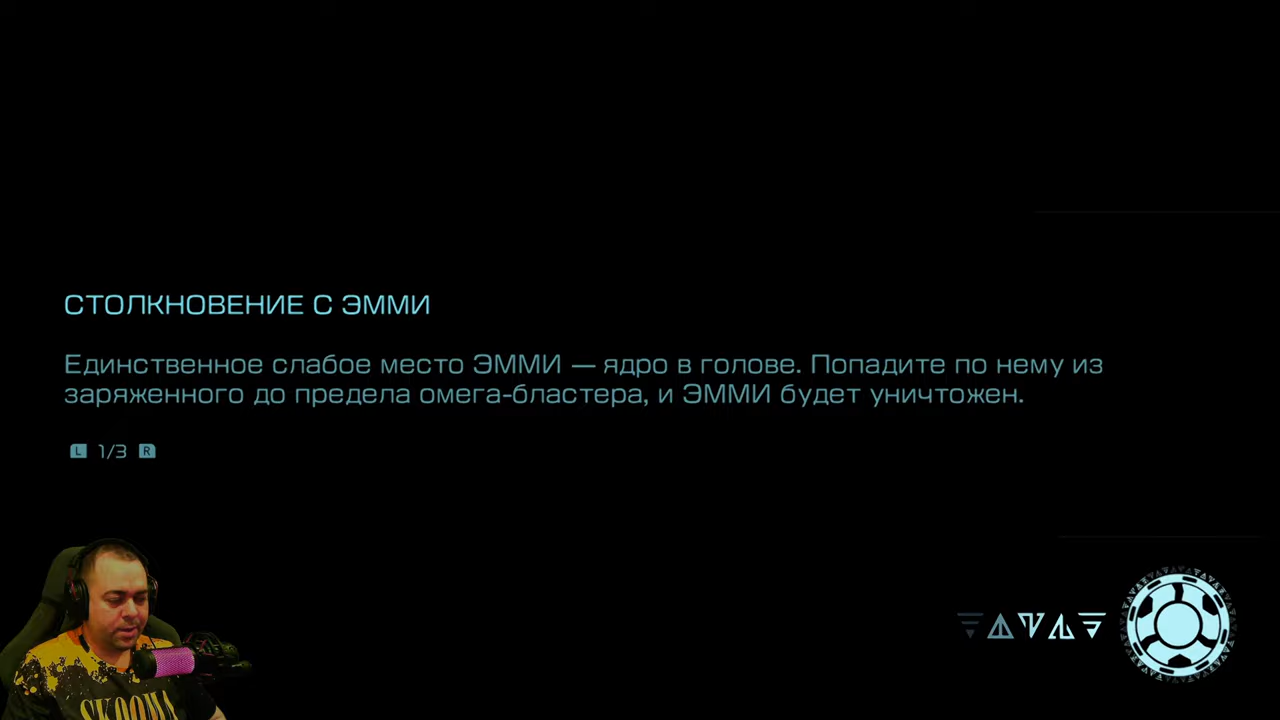 СТОЛКНОВЕНИЕ С ЭММИ
Единственное слабое место ЭММИ — ядро в голове. Попадите по нему из
заряженного до предела омега-бластера, и ЭММИ будет уничтожен.
L 1/3 R
SKOOMA